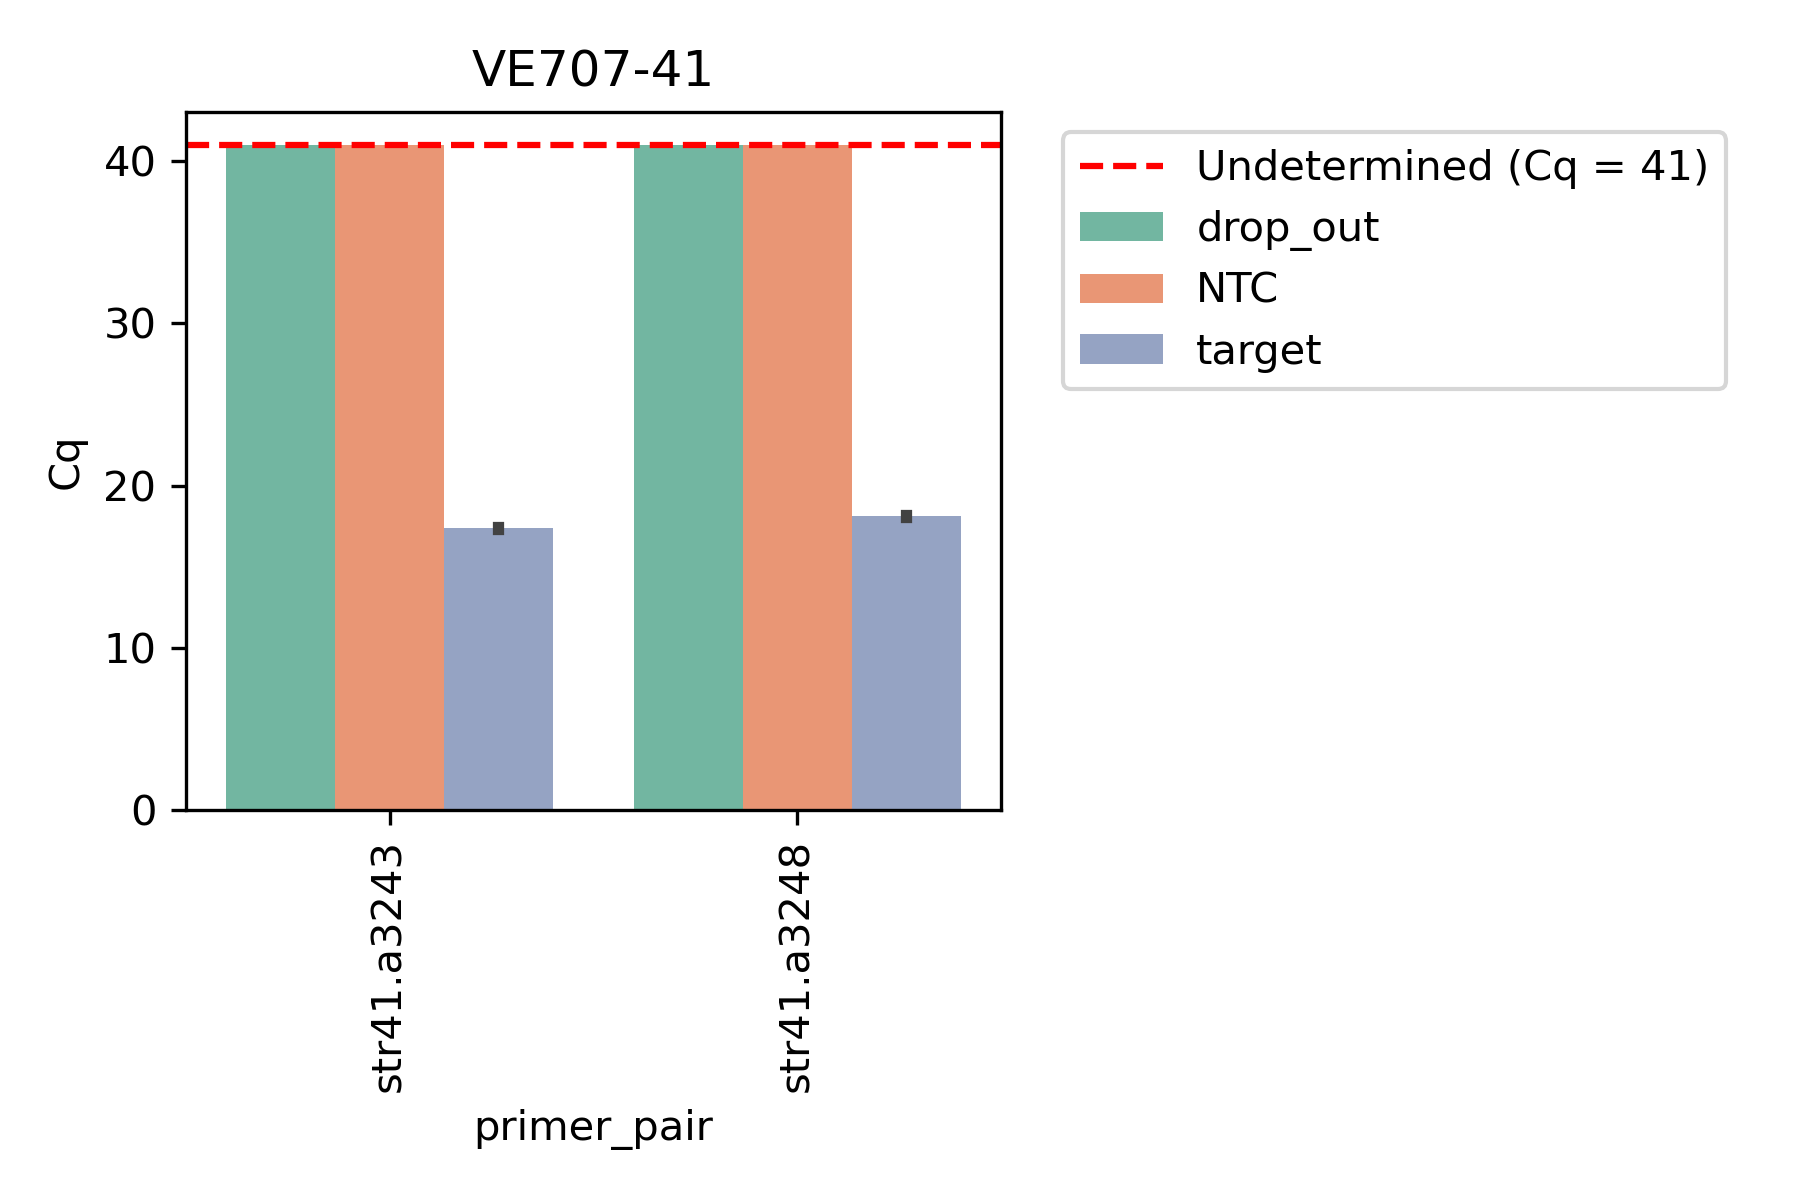 VE707-41
Undetermined (Cq = 41)
drop_out
NTC
target
Cq
40
30
20
10
0
str41.a3243
str41.a3248
primer_pair